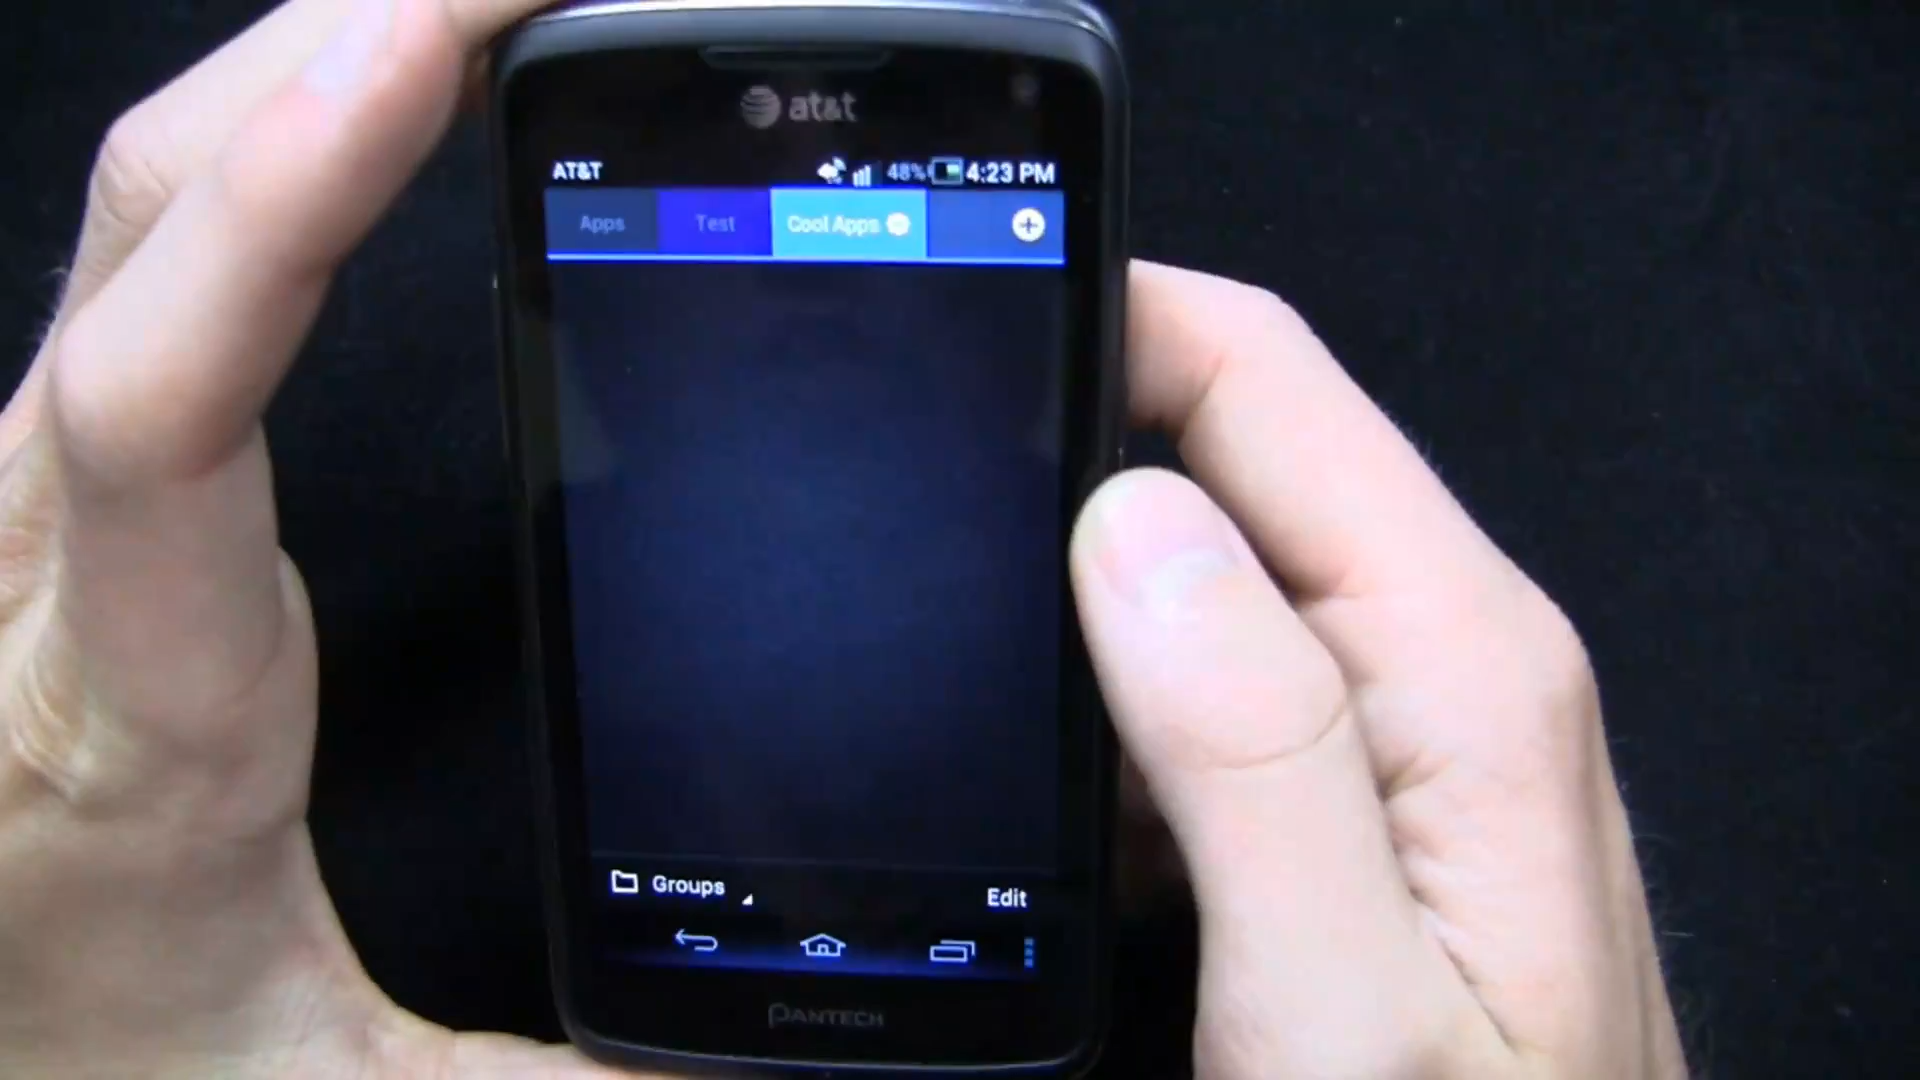 at&t
AT&T 48% 4:23 PM
Apps Test Cool Apps
Groups Edit
PANTECH